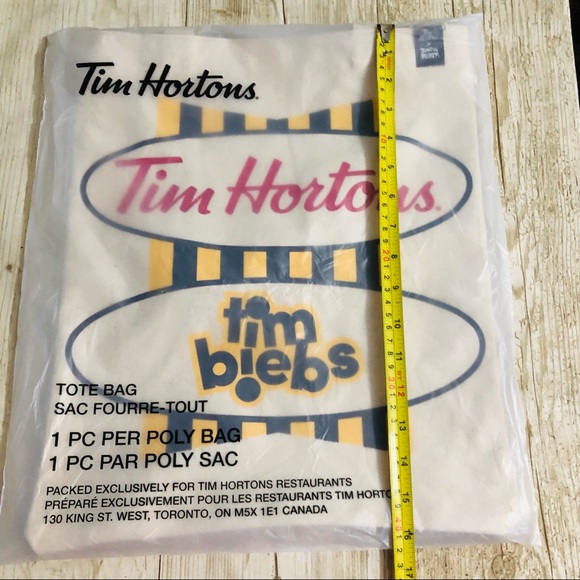 Tim Hortons.
Tim Hortons.
tim
biebs
TOTE BAG
SAC FOURRE-TOUT
1 PC PER POLY BAG
1 PC PAR POLY SAC
PACKED EXCLUSIVELY FOR TIM HORTONS RESTAURANTS
PRÉPARÉ EXCLUSIVEMENT POUR LES RESTAURANTS TIM HORTO
130 KING ST. WEST, TORONTO, ON M5X 1E1 CANADA